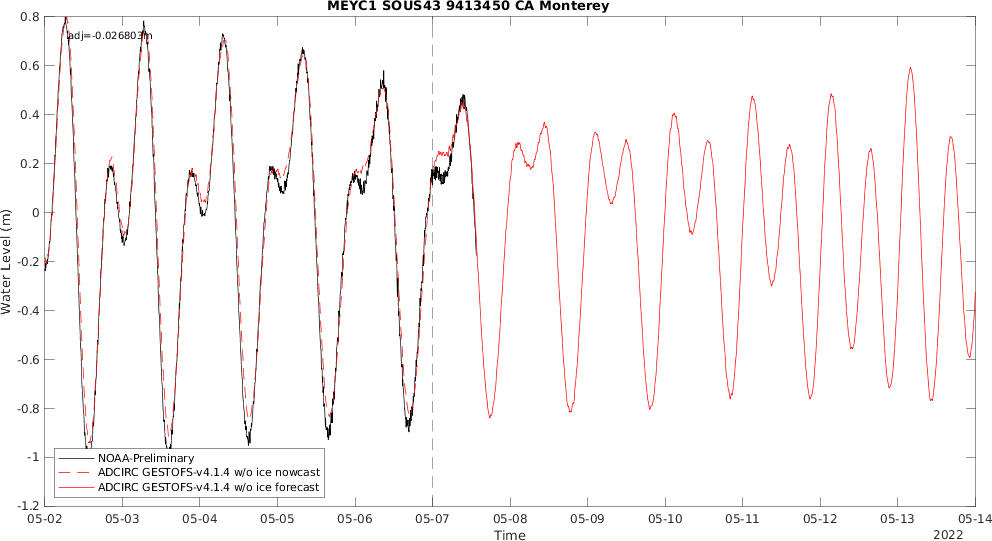 MEYC1 SOUS43 9413450 CA Monterey
adj=-0.026803m
0.8
0.6
0.4
0.2
0
-0.2
-0.4
-0.6
-0.8
-1
-1.2
Water Level (m)
NOAA-Preliminary
ADCIRC GESTOFS-v4.1.4 w/o ice nowcast
ADCIRC GESTOFS-v4.1.4 w/o ice forecast
05-02 05-03 05-04 05-05 05-06 05-07 05-08 05-09 05-10 05-11 05-12 05-13 05-14
Time
2022